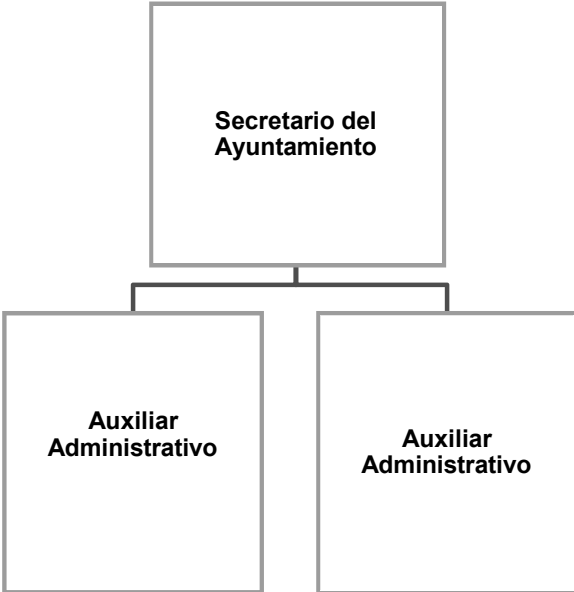 Secretario del
Ayuntamiento
Auxiliar
Administrativo
Auxiliar
Administrativo